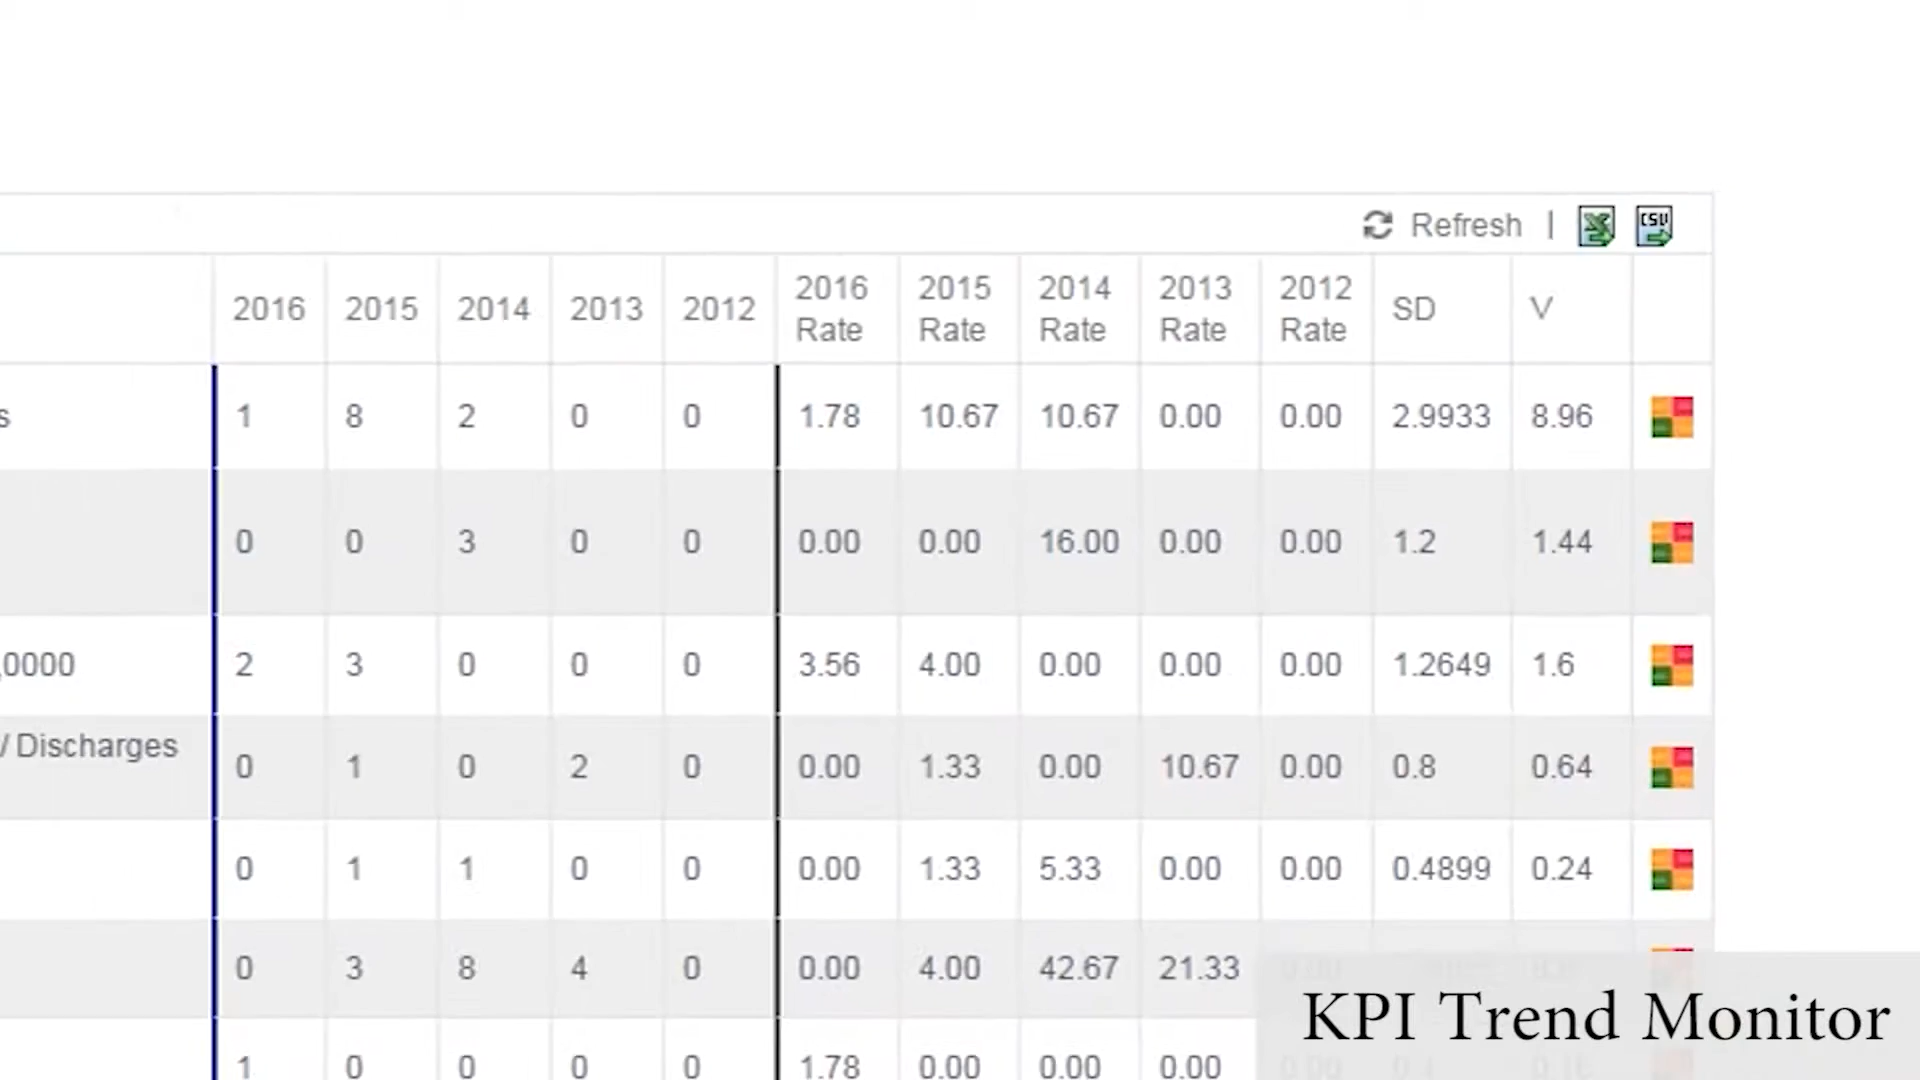 Refresh |
CSV
2016 2015 2014 2013 2012 2016 Rate 2015 Rate 2014 Rate 2013 Rate 2012 Rate SD V
s 1 8 2 0 0 1.78 10.67 10.67 0.00 0.00 2.9933 8.96
0 0 3 0 0 0.00 0.00 16.00 0.00 0.00 1.2 1.44
,0000 2 3 0 0 0 3.56 4.00 0.00 0.00 0.00 1.2649 1.6
/ Discharges 0 1 0 2 0 0.00 1.33 0.00 10.67 0.00 0.8 0.64
0 1 1 0 0 0.00 1.33 5.33 0.00 0.00 0.4899 0.24
0 3 8 4 0 0.00 4.00 42.67 21.33
1 0 0 0 0 1.78 0.00 0.00 0.00
KPI Trend Monitor